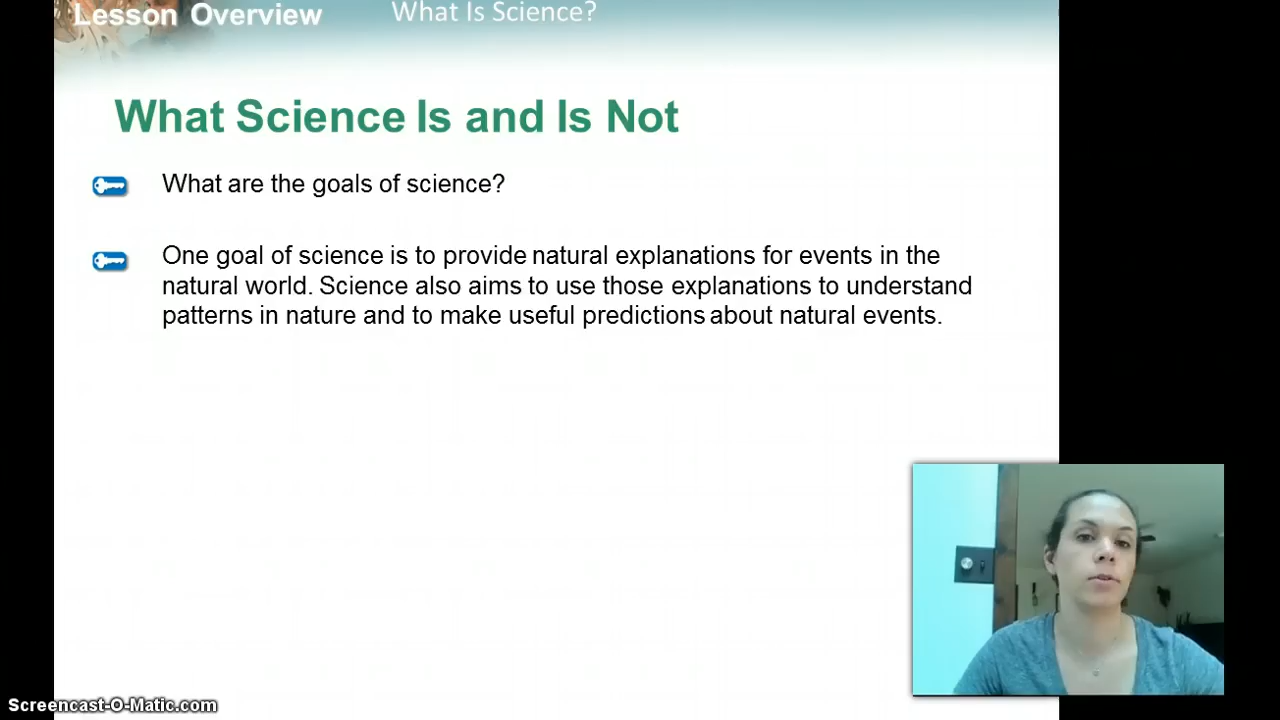 Lesson Overview What Is Science?
What Science Is and Is Not
What are the goals of science?
One goal of science is to provide natural explanations for events in the
natural world. Science also aims to use those explanations to understand
patterns in nature and to make useful predictions about natural events.
Screencast-O-Matic.com